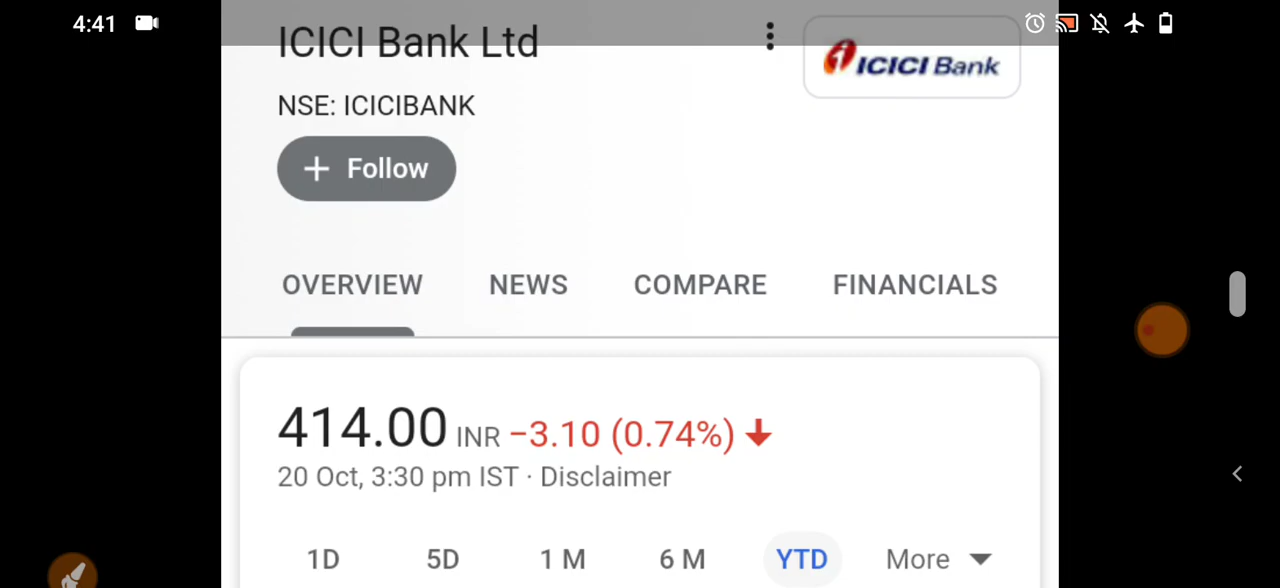 4:41
ICICI Bank Ltd
ICICI Bank
NSE: ICICIBANK
+ Follow
OVERVIEW NEWS COMPARE FINANCIALS
414.00 INR −3.10 (0.74%)
20 Oct, 3:30 pm IST · Disclaimer
1D 5D 1 M 6 M YTD More